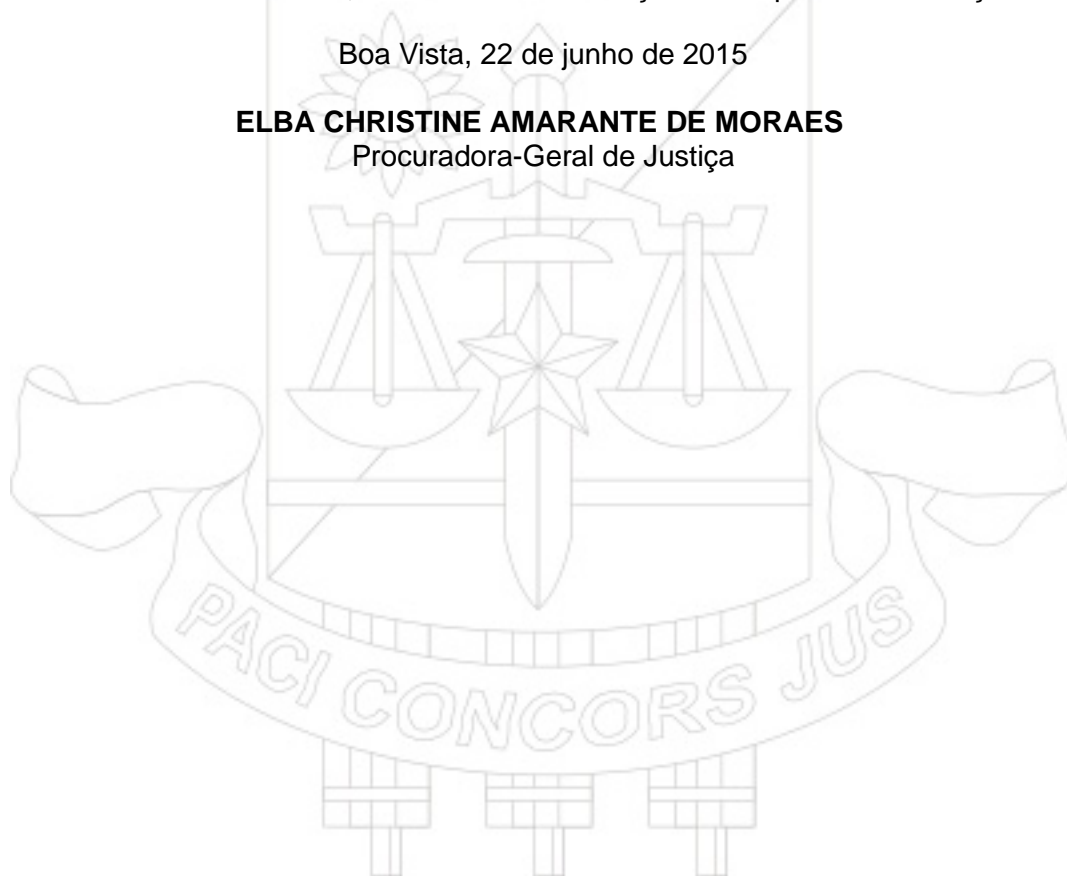 Boa Vista, 22 de junho de 2015
ELBA CHRISTINE AMARANTE DE MORAES
Procuradora-Geral de Justiça
PACI CONCORS JUS